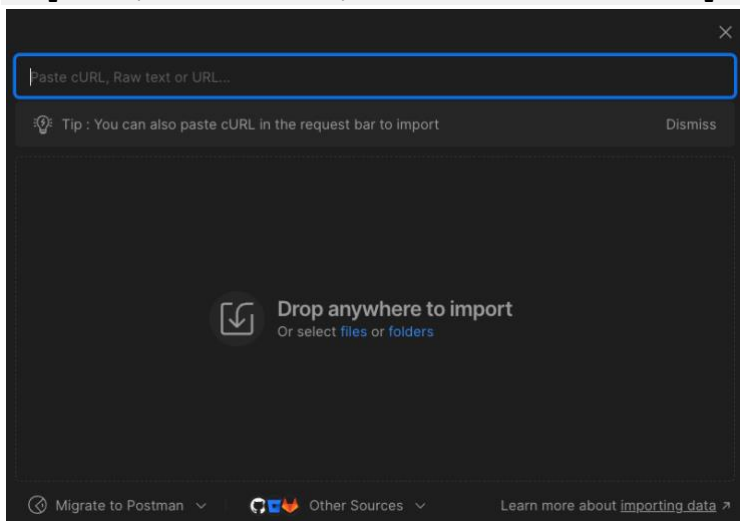 Paste cURL, Raw text or URL...
Tip : You can also paste cURL in the request bar to import Dismiss
Drop anywhere to import
Or select files or folders
Migrate to Postman Other Sources Learn more about importing data